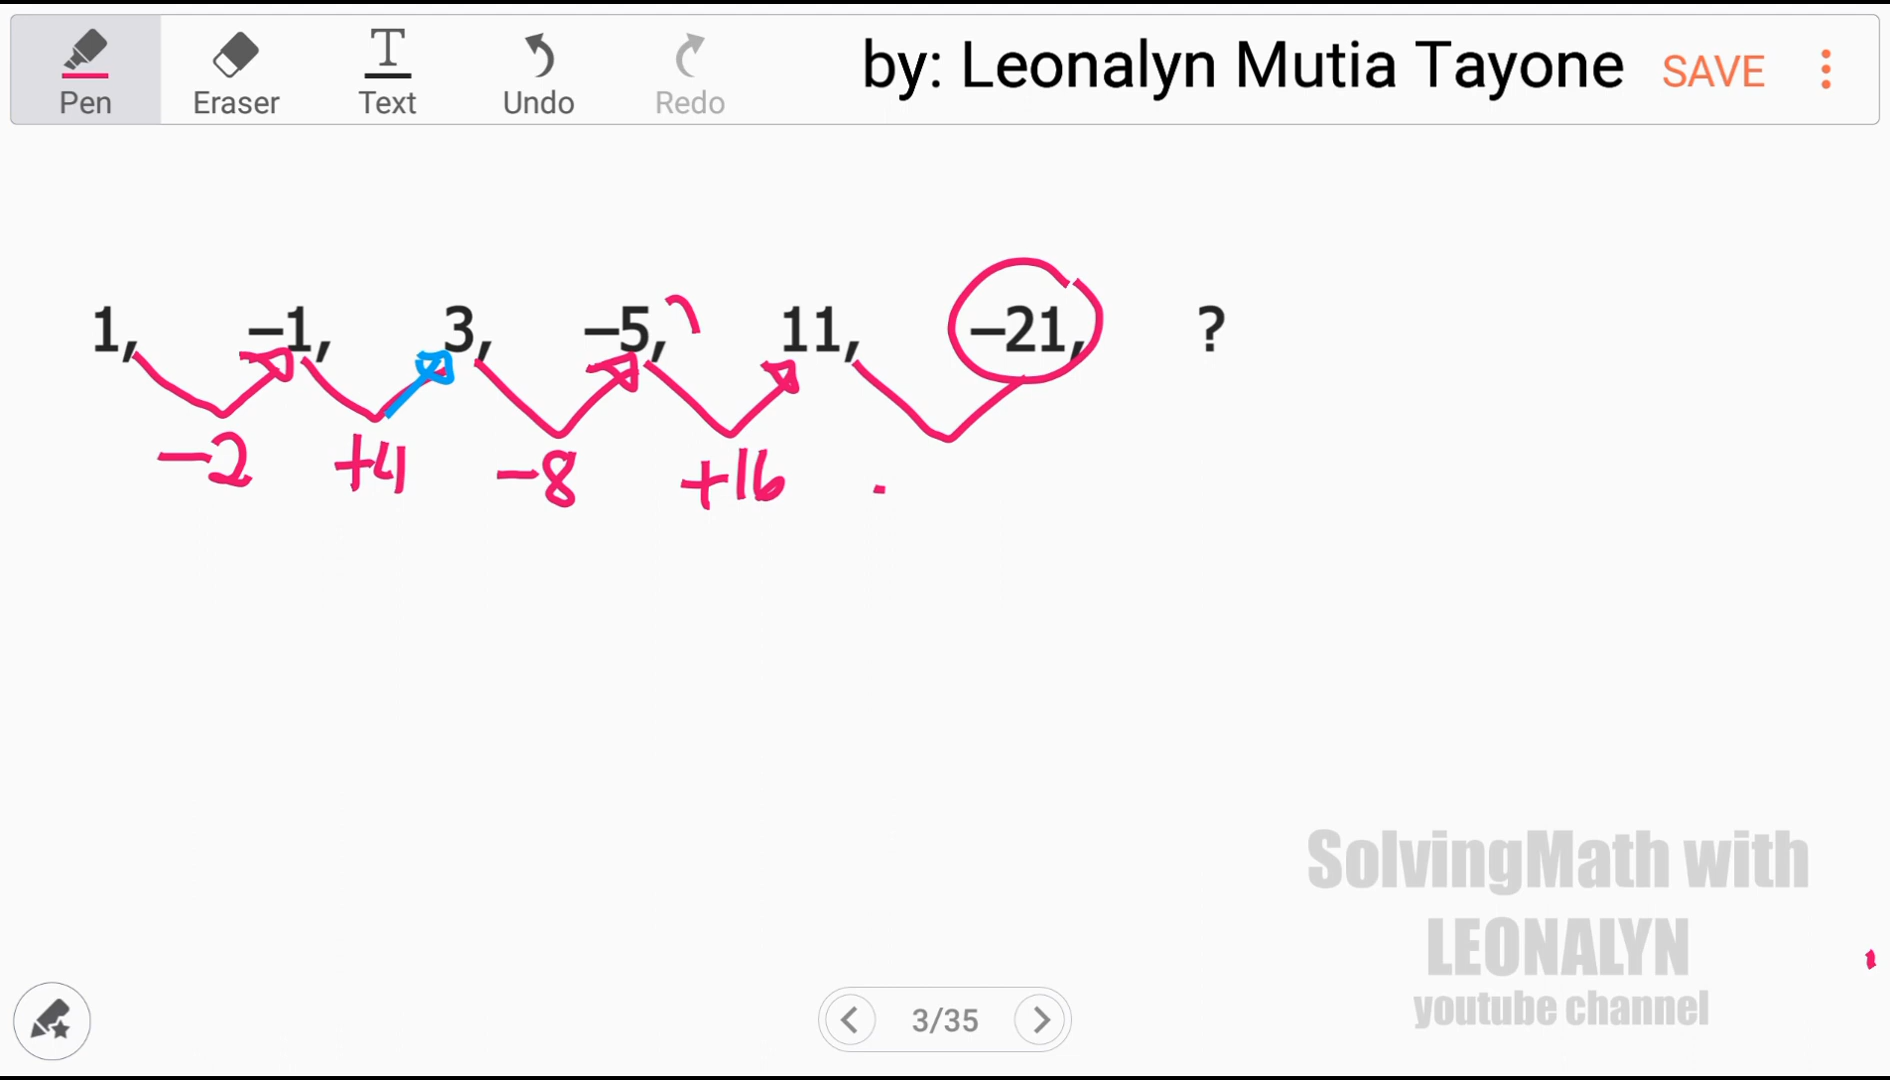 Pen Eraser Text Undo Redo by: Leonalyn Mutia Tayone SAVE
1, −1, 3, −5, 11, −21, ?
−2 +4 −8 +16
SolvingMath with
LEONALYN
youtube channel
3/35